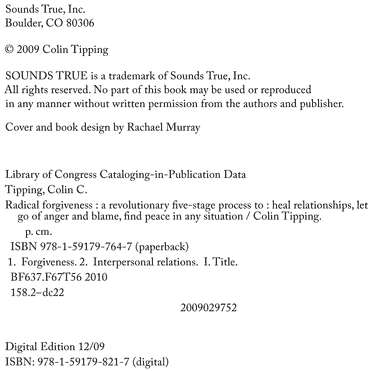 Sounds True, Inc.
Boulder, CO 80306
© 2009 Colin Tipping
SOUNDS TRUE is a trademark of Sounds True, Inc.
All rights reserved. No part of this book may be used or reproduced
in any manner without written permission from the authors and publisher.
Cover and book design by Rachael Murray
Library of Congress Cataloging-in-Publication Data
Tipping, Colin C.
Radical forgiveness : a revolutionary five-stage process to : heal relationships, let
go of anger and blame, find peace in any situation / Colin Tipping.
p. cm.
ISBN 978-1-59179-764-7 (paperback)
1. Forgiveness. 2. Interpersonal relations. I. Title.
BF637.F67T56 2010
158.2–dc22
2009029752
Digital Edition 12/09
ISBN: 978-1-59179-821-7 (digital)